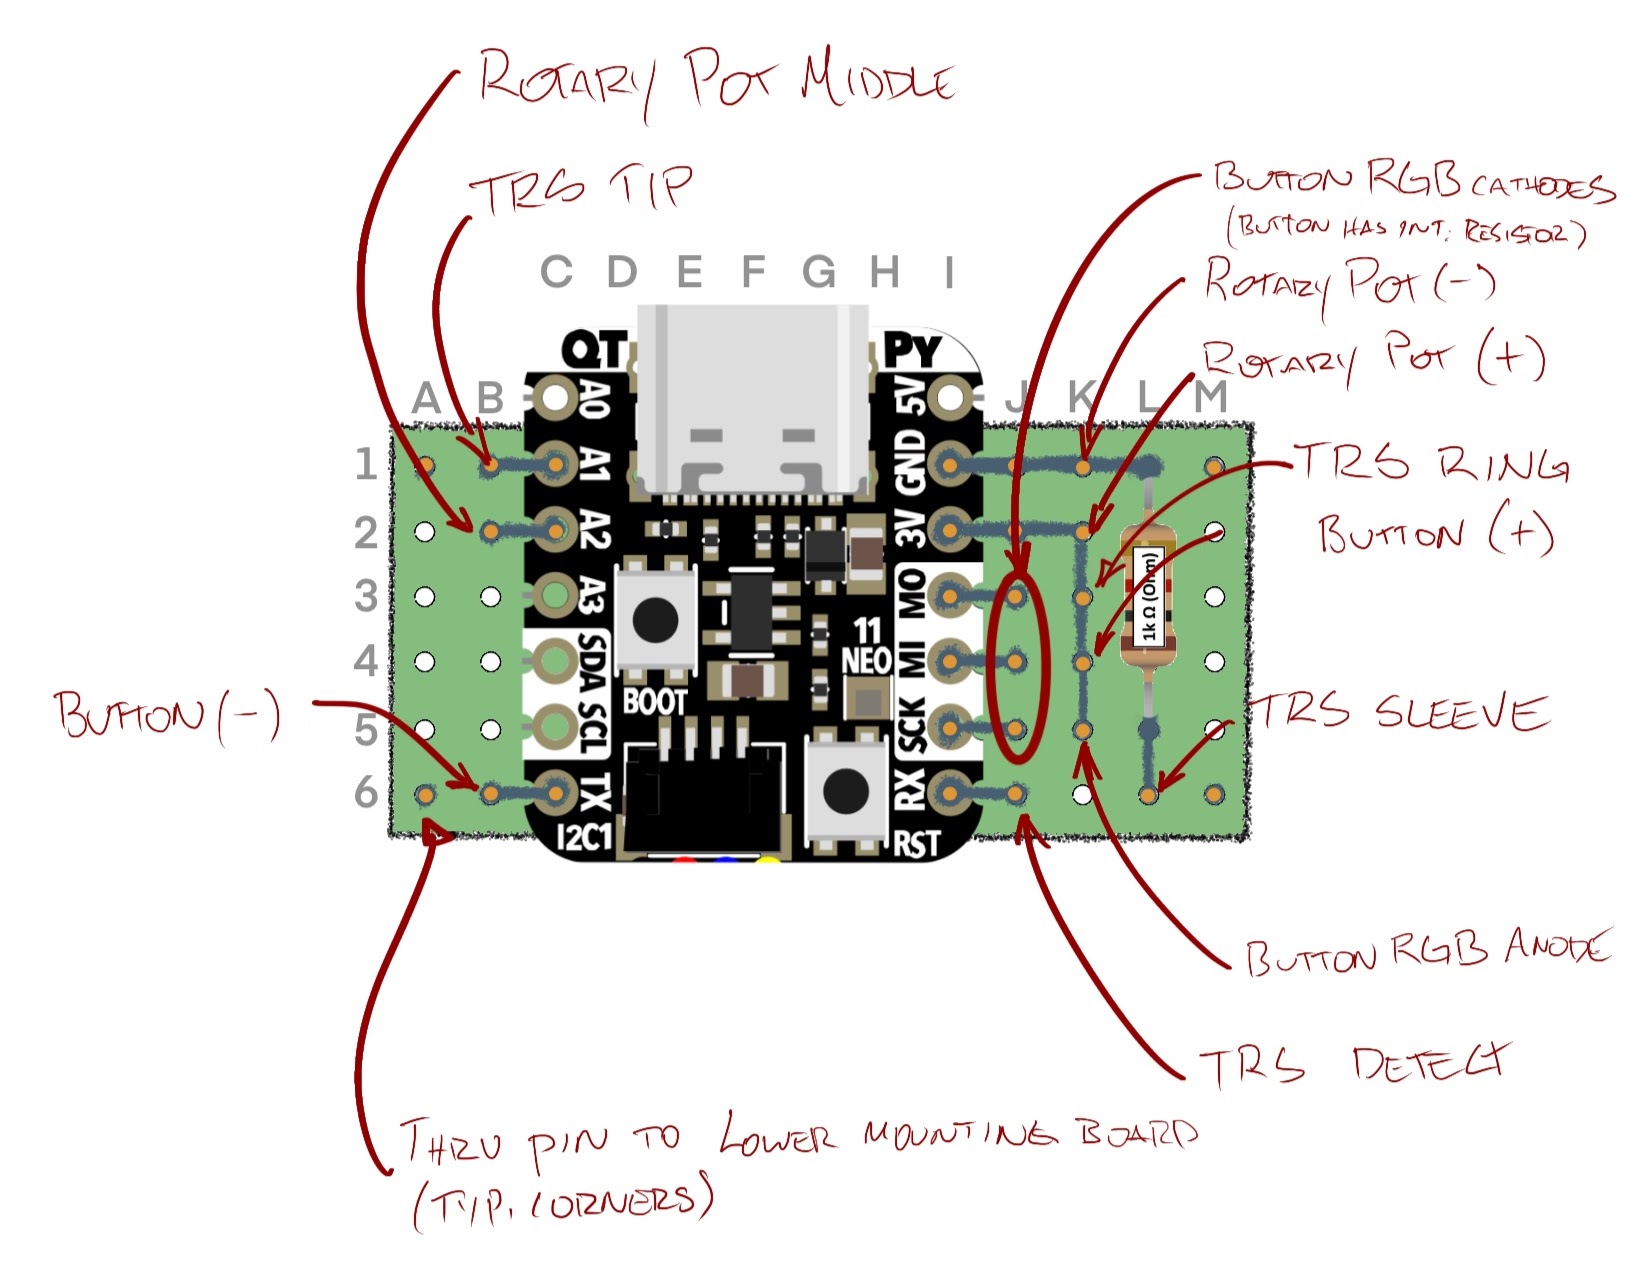 ROTARY POT MIDDLE
TRS TIP
BUTTON RGB CATHODES
(BUTTON HAS INT. RESISTOR)
ROTARY POT (-)
ROTARY POT (+)
C D E F G H I
QT PY
A B J K L M
A0 5V
1 A1 GND
TRS RING
2 A2 3V
BUTTON (+)
3 A3 MO
1k Ω (Ohm)
11
NEO
4 SDA MI
BOOT
BUTTON (-)
TRS SLEEVE
5 SCL SCK
6 TX RX
I2C1 RST
BUTTON RGB ANODE
TRS DETECT
THRU PIN TO LOWER MOUNTING BOARD
(TYP. CORNERS)